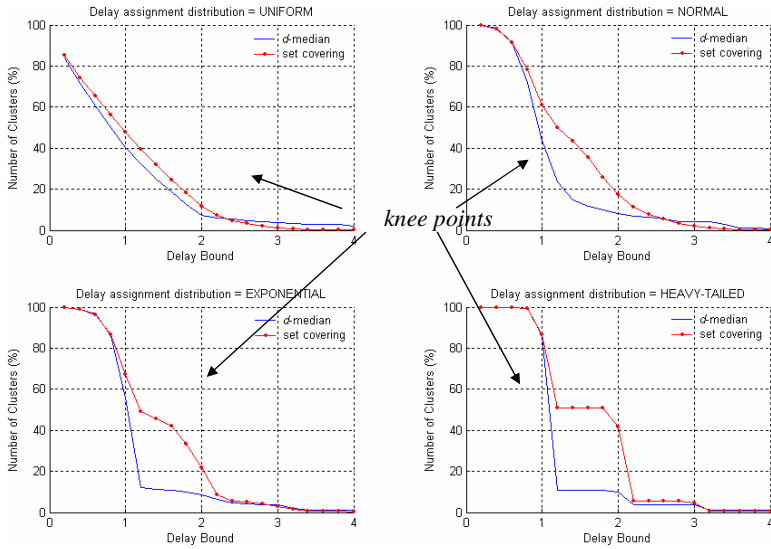 Delay assignment distribution = UNIFORM
100
80
60
40
20
0
0 1 2 3 4
Number of Clusters (%)
Delay Bound
d-median
set covering
Delay assignment distribution = NORMAL
100
80
60
40
20
0
0 1 2 3 4
Number of Clusters (%)
Delay Bound
d-median
set covering
knee points
Delay assignment distribution = EXPONENTIAL
100
80
60
40
20
0
0 1 2 3 4
Number of Clusters (%)
Delay Bound
d-median
set covering
Delay assignment distribution = HEAVY-TAILED
100
80
60
40
20
0
0 1 2 3 4
Number of Clusters (%)
Delay Bound
d-median
set covering